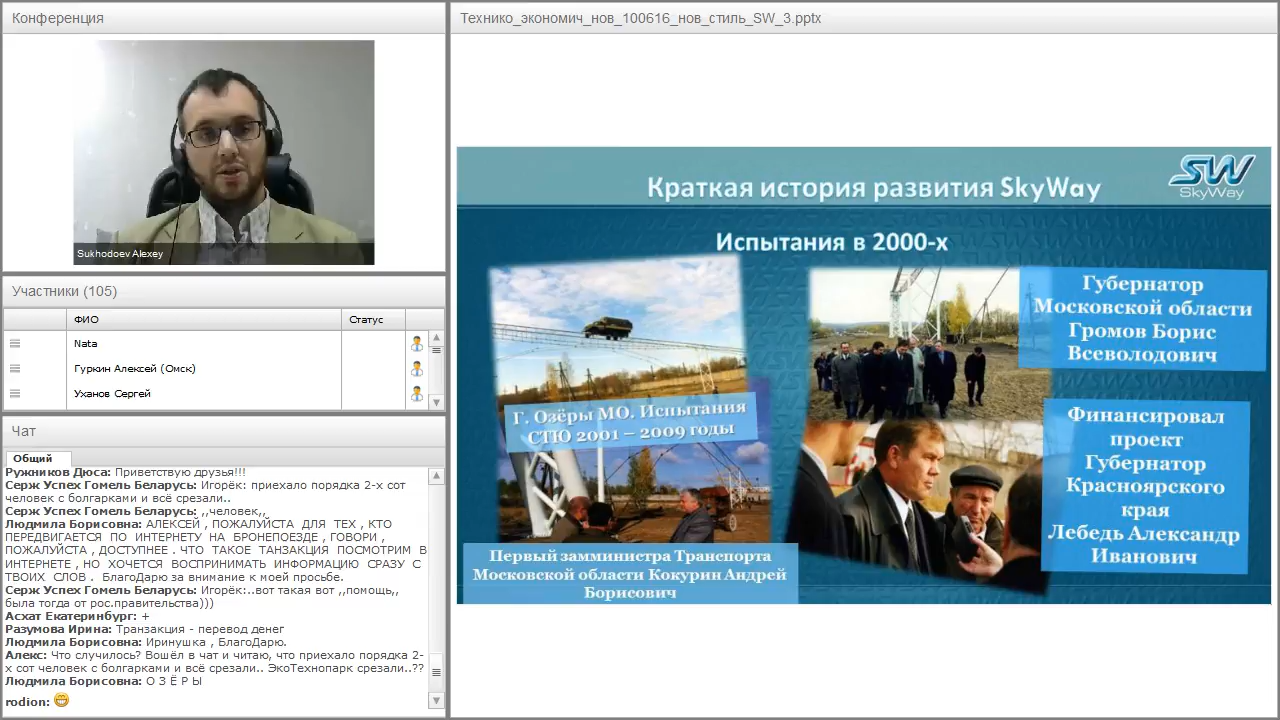 Конференция
Sukhodoev Alexey
Участники (105)
ФИО
Статус
Nata
Гуркин Алексей (Омск)
Уханов Сергей
Чат
Общий
Ружников Дюса: Приветствую друзья!!!
Серж Успех Гомель Беларусь: Игорёк: приехало порядка 2-х сот
человек с болгарками и всё срезали..
Серж Успех Гомель Беларусь: ,,человек,,
Людмила Борисовна: АЛЕКСЕЙ , ПОЖАЛУЙСТА ДЛЯ ТЕХ , КТО
ПЕРЕДВИГАЕТСЯ ПО ИНТЕРНЕТУ НА БРОНЕПОЕЗДЕ , ГОВОРИ ,
ПОЖАЛУЙСТА , ДОСТУПНЕЕ . ЧТО ТАКОЕ ТАНЗАКЦИЯ ПОСМОТРИМ В
ИНТЕРНЕТЕ , НО ХОЧЕТСЯ ВОСПРИНИМАТЬ ИНФОРМАЦИЮ СРАЗУ С
ТВОИХ СЛОВ . БлагоДарю за внимание к моей просьбе.
Серж Успех Гомель Беларусь: Игорёк:..вот такая вот ,,помощь,,
была тогда от рос.правительства)))
Асхат Екатеринбург: +
Разумова Ирина: Транзакция - перевод денег
Людмила Борисовна: Иринушка , БлагоДарю.
Алекс: Что случилось? Вошёл в чат и читаю, что приехало порядка 2-
х сот человек с болгарками и всё срезали.. ЭкоТехнопарк срезали..??
Людмила Борисовна: О З Ё Р Ы
rodion:
Технико_экономич_нов_100616_нов_стиль_SW_3.pptx
Краткая история развития SkyWay
SW
SkyWay
Испытания в 2000-х
Г. Озёры МО. Испытания
СТЮ 2001 – 2009 годы
Первый замминистра Транспорта
Московской области Кокурин Андрей
Борисович
Губернатор
Московской области
Громов Борис
Всеволодович
Финансировал
проект
Губернатор
Красноярского
края
Лебедь Александр
Иванович